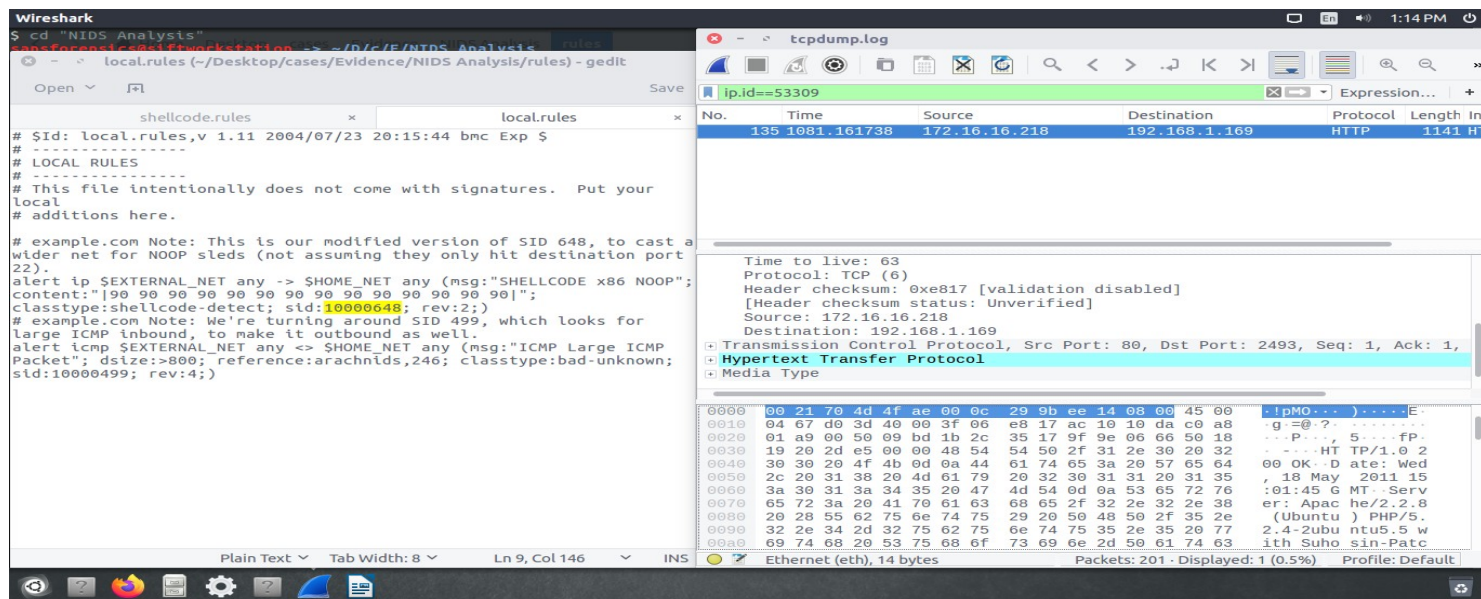 Wireshark
En
1:14 PM
$ cd "NIDS Analysis"
sansforensics@siftworkstation -> ~/D/c/E/NIDS Analysis
rules
local.rules (~/Desktop/cases/Evidence/NIDS Analysis/rules) - gedit
Open
Save
shellcode.rules
local.rules
# $Id: local.rules,v 1.11 2004/07/23 20:15:44 bmc Exp $
# ----------------
# LOCAL RULES
# ----------------
# This file intentionally does not come with signatures.  Put your
local
# additions here.
# example.com Note: This is our modified version of SID 648, to cast a
wider net for NOOP sleds (not assuming they only hit destination port
22).
alert ip $EXTERNAL_NET any -> $HOME_NET any (msg:"SHELLCODE x86 NOOP";
content:"|90 90 90 90 90 90 90 90 90 90 90 90 90 90|";
classtype:shellcode-detect; sid:10000648; rev:2;)
# example.com Note: We're turning around SID 499, which looks for
large ICMP inbound, to make it outbound as well.
alert icmp $EXTERNAL_NET any <> $HOME_NET any (msg:"ICMP Large ICMP
Packet"; dsize:>800; reference:arachnids,246; classtype:bad-unknown;
sid:10000499; rev:4;)
Plain Text
Tab Width: 8
Ln 9, Col 146
INS
tcpdump.log
ip.id==53309
Expression...
+
No. Time Source Destination Protocol Length In
135 1081.161738 172.16.16.218 192.168.1.169 HTTP 1141 HT
Time to live: 63
Protocol: TCP (6)
Header checksum: 0xe817 [validation disabled]
[Header checksum status: Unverified]
Source: 172.16.16.218
Destination: 192.168.1.169
Transmission Control Protocol, Src Port: 80, Dst Port: 2493, Seq: 1, Ack: 1,
Hypertext Transfer Protocol
Media Type
0000 00 21 70 4d 4f ae 00 0c 29 9b ee 14 08 00 45 00 ·!pMO··· )·····E·
0010 04 67 d0 3d 40 00 3f 06 e8 17 ac 10 10 da c0 a8 ·g·=@·?· ········
0020 01 a9 00 50 09 bd 1b 2c 35 17 9f 9e 06 66 50 18 ···P···, 5····fP·
0030 19 20 2d e5 00 00 48 54 54 50 2f 31 2e 30 20 32 · -···HT TP/1.0 2
0040 30 30 20 4f 4b 0d 0a 44 61 74 65 3a 20 57 65 64 00 OK··D ate: Wed
0050 2c 20 31 38 20 4d 61 79 20 32 30 31 31 20 31 35 , 18 May  2011 15
0060 3a 30 31 3a 34 35 20 47 4d 54 0d 0a 53 65 72 76 :01:45 G MT··Serv
0070 65 72 3a 20 41 70 61 63 68 65 2f 32 2e 32 2e 38 er: Apac he/2.2.8
0080 20 28 55 62 75 6e 74 75 29 20 50 48 50 2f 35 2e (Ubuntu ) PHP/5.
0090 32 2e 34 2d 32 75 62 75 6e 74 75 35 2e 35 20 77 2.4-2ubu ntu5.5 w
00a0 69 74 68 20 53 75 68 6f 73 69 6e 2d 50 61 74 63 ith Suho sin-Patc
Ethernet (eth), 14 bytes
Packets: 201 · Displayed: 1 (0.5%)
Profile: Default